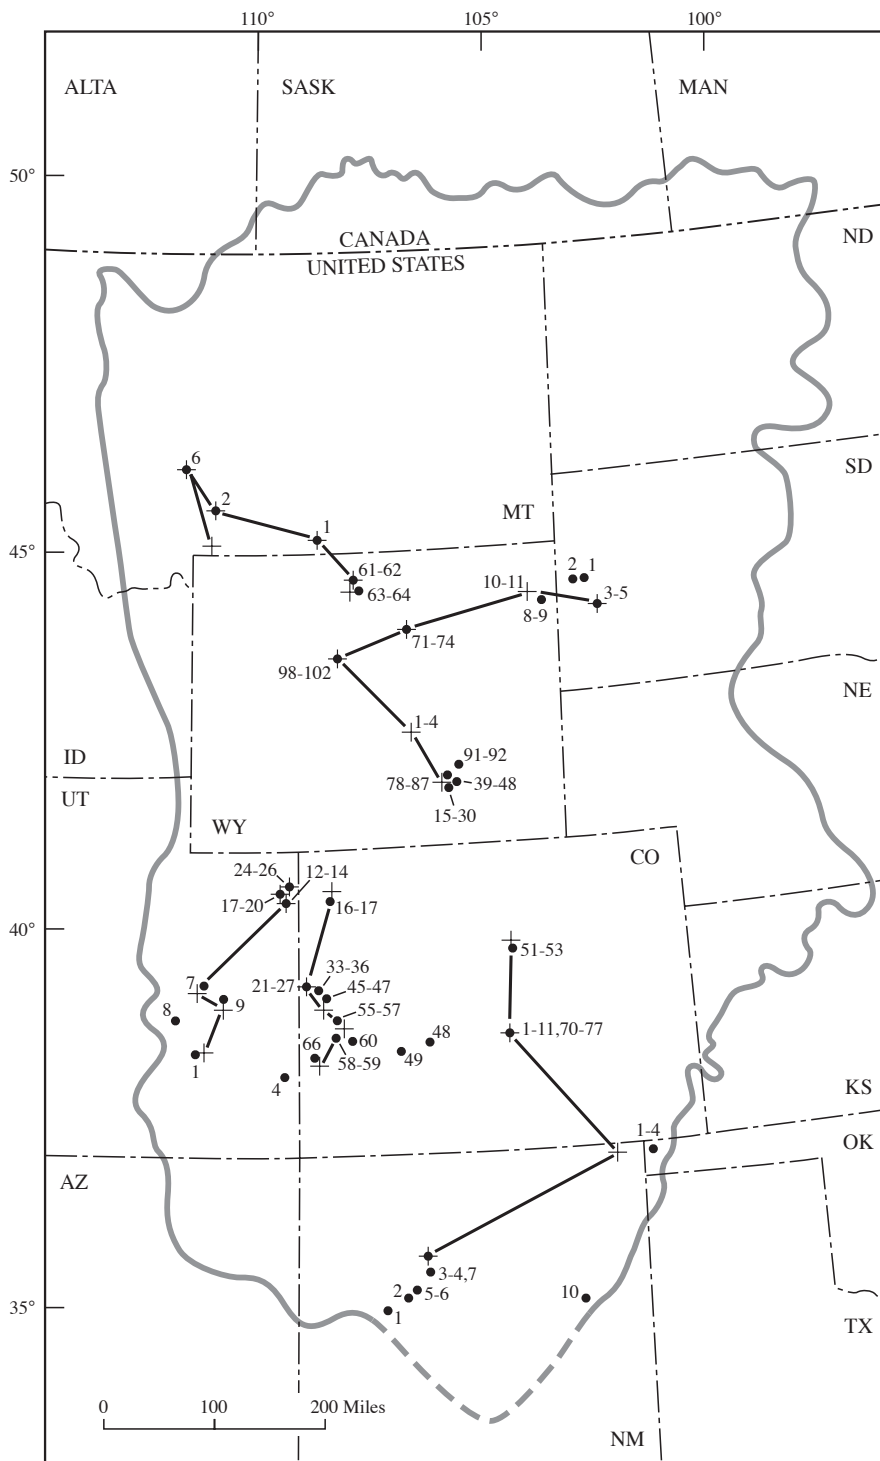 110° 105° 100°
ALTA SASK MAN
50°
CANADA
UNITED STATES
ND
6
2
1
MT
SD
45°
61-62
63-64
10-11
2 1
3-5
8-9
71-74
98-102
NE
1-4
91-92
ID
78-87
39-48
UT
15-30
WY
CO
24-26
12-14
17-20
16-17
40°
51-53
33-36
7
21-27
45-47
9
55-57
8
1-11,70-77
48
66
60
49
58-59
1
4
KS
1-4
OK
AZ
3-4,7
2
5-6
10
35°
1
TX
0 100 200 Miles
NM